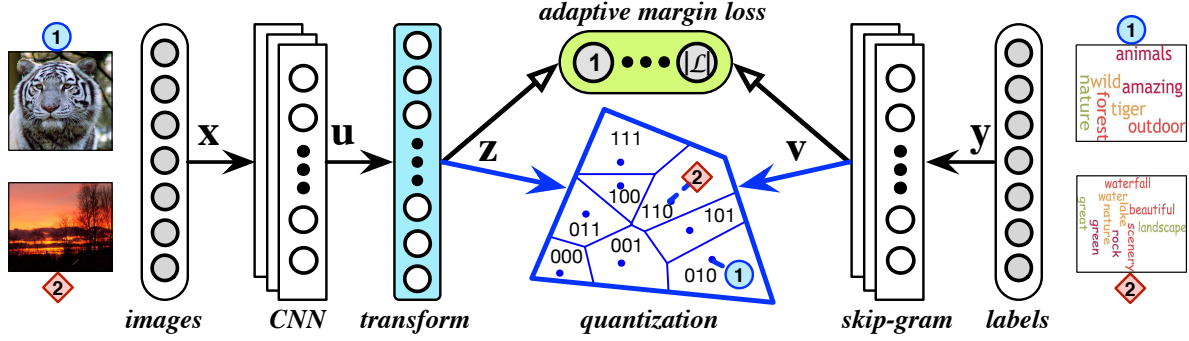 adaptive margin loss
1
1
1
|ℒ|
animals
wild
nature
amazing
forest
tiger
outdoor
x
u
z
v
y
111
2
100
110
101
011
001
000
010
1
waterfall
water
great
lake
nature
beautiful
landscape
green
rock
scenery
2
2
images
CNN
transform
quantization
skip-gram
labels